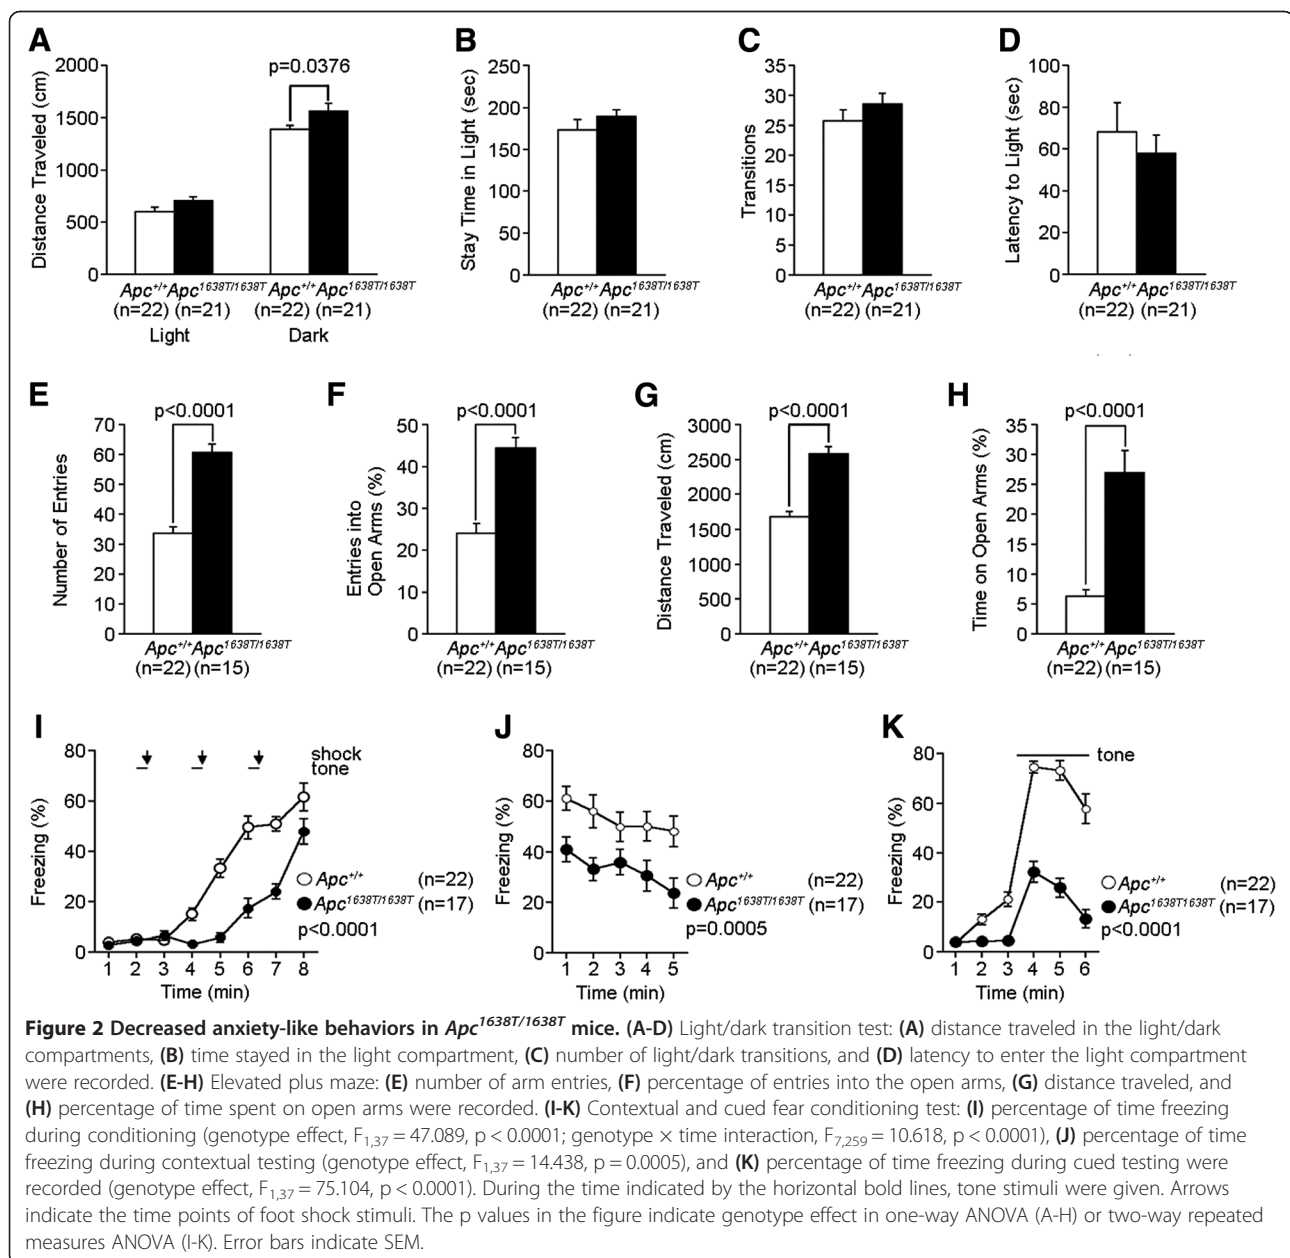 A
B
C
D
p=0.0376
Distance Traveled (cm)
2000
1500
1000
500
0
Apc+/+ Apc1638T/1638T Apc+/+ Apc1638T/1638T
(n=22) (n=21) (n=22) (n=21)
Light Dark
Stay Time in Light (sec)
250
200
150
100
50
0
Apc+/+ Apc1638T/1638T
(n=22) (n=21)
Transitions
35
30
25
20
15
10
5
0
Apc+/+ Apc1638T/1638T
(n=22) (n=21)
Latency to Light (sec)
100
80
60
40
20
0
Apc+/+ Apc1638T/1638T
(n=22) (n=21)
E
F
G
H
p<0.0001
Number of Entries
70
60
50
40
30
20
10
0
Apc+/+ Apc1638T/1638T
(n=22) (n=15)
p<0.0001
Entries into
Open Arms (%)
50
40
30
20
10
0
Apc+/+ Apc1638T/1638T
(n=22) (n=15)
p<0.0001
Distance Traveled (cm)
3000
2500
2000
1500
1000
500
0
Apc+/+ Apc1638T/1638T
(n=22) (n=15)
p<0.0001
Time on Open Arms (%)
35
30
25
20
15
10
5
0
Apc+/+ Apc1638T/1638T
(n=22) (n=15)
I
J
K
Freezing (%)
80
60
40
20
0
shock
tone
Apc+/+ (n=22)
Apc1638T/1638T (n=17)
p<0.0001
1 2 3 4 5 6 7 8
Time (min)
Freezing (%)
80
60
40
20
0
Apc+/+ (n=22)
Apc1638T/1638T (n=17)
p=0.0005
1 2 3 4 5
Time (min)
Freezing (%)
80
60
40
20
0
tone
Apc+/+ (n=22)
Apc1638T1638T (n=17)
p<0.0001
1 2 3 4 5 6
Time (min)
Figure 2 Decreased anxiety-like behaviors in Apc1638T/1638T mice. (A-D) Light/dark transition test: (A) distance traveled in the light/dark
compartments, (B) time stayed in the light compartment, (C) number of light/dark transitions, and (D) latency to enter the light compartment
were recorded. (E-H) Elevated plus maze: (E) number of arm entries, (F) percentage of entries into the open arms, (G) distance traveled, and
(H) percentage of time spent on open arms were recorded. (I-K) Contextual and cued fear conditioning test: (I) percentage of time freezing
during conditioning (genotype effect, F1,37 = 47.089, p < 0.0001; genotype × time interaction, F7,259 = 10.618, p < 0.0001), (J) percentage of time
freezing during contextual testing (genotype effect, F1,37 = 14.438, p = 0.0005), and (K) percentage of time freezing during cued testing were
recorded (genotype effect, F1,37 = 75.104, p < 0.0001). During the time indicated by the horizontal bold lines, tone stimuli were given. Arrows
indicate the time points of foot shock stimuli. The p values in the figure indicate genotype effect in one-way ANOVA (A-H) or two-way repeated
measures ANOVA (I-K). Error bars indicate SEM.